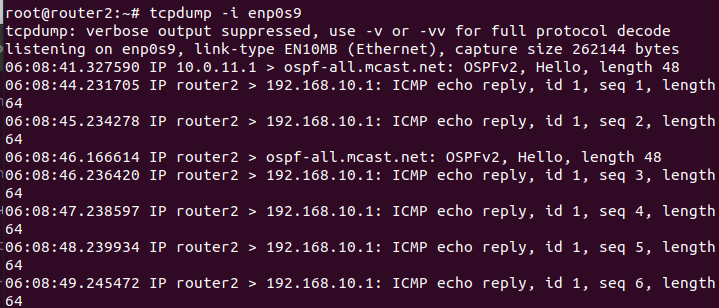 root@router2:~# tcpdump -i enp0s9
tcpdump: verbose output suppressed, use -v or -vv for full protocol decode
listening on enp0s9, link-type EN10MB (Ethernet), capture size 262144 bytes
06:08:41.327590 IP 10.0.11.1 > ospf-all.mcast.net: OSPFv2, Hello, length 48
06:08:44.231705 IP router2 > 192.168.10.1: ICMP echo reply, id 1, seq 1, length
64
06:08:45.234278 IP router2 > 192.168.10.1: ICMP echo reply, id 1, seq 2, length
64
06:08:46.166614 IP router2 > ospf-all.mcast.net: OSPFv2, Hello, length 48
06:08:46.236420 IP router2 > 192.168.10.1: ICMP echo reply, id 1, seq 3, length
64
06:08:47.238597 IP router2 > 192.168.10.1: ICMP echo reply, id 1, seq 4, length
64
06:08:48.239934 IP router2 > 192.168.10.1: ICMP echo reply, id 1, seq 5, length
64
06:08:49.245472 IP router2 > 192.168.10.1: ICMP echo reply, id 1, seq 6, length
64